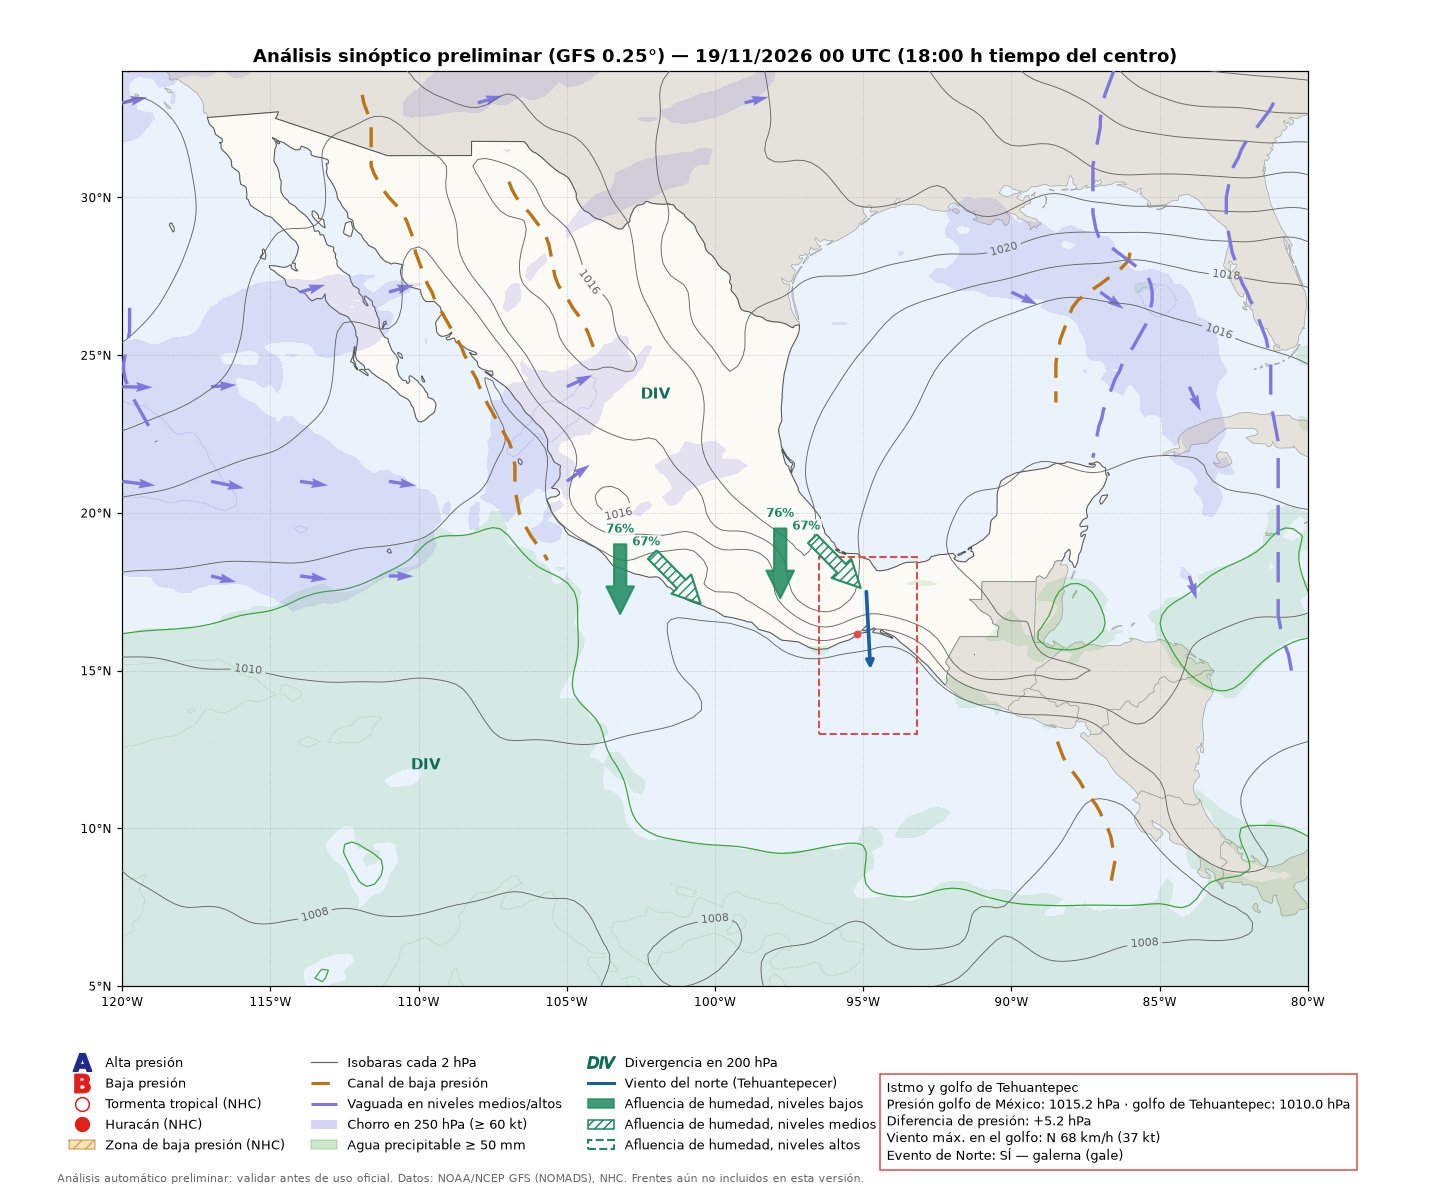 Análisis sinóptico preliminar (GFS 0.25°) — 19/11/2026 00 UTC (18:00 h tiempo del centro)
30°N
25°N
20°N
15°N
10°N
5°N
120°W
115°W
110°W
105°W
100°W
95°W
90°W
85°W
80°W
1020
1018
1016
1016
DIV
1016
76%
67%
76%
67%
1010
DIV
1008
1008
1008
A Alta presión
B Baja presión
Tormenta tropical (NHC)
Huracán (NHC)
Zona de baja presión (NHC)
Isobaras cada 2 hPa
Canal de baja presión
Vaguada en niveles medios/altos
Chorro en 250 hPa (≥ 60 kt)
Agua precipitable ≥ 50 mm
DIV Divergencia en 200 hPa
Viento del norte (Tehuantepecer)
Afluencia de humedad, niveles bajos
Afluencia de humedad, niveles medios
Afluencia de humedad, niveles altos
Istmo y golfo de Tehuantepec
Presión golfo de México: 1015.2 hPa · golfo de Tehuantepec: 1010.0 hPa
Diferencia de presión: +5.2 hPa
Viento máx. en el golfo: N 68 km/h (37 kt)
Evento de Norte: SÍ — galerna (gale)
Análisis automático preliminar: validar antes de uso oficial. Datos: NOAA/NCEP GFS (NOMADS), NHC. Frentes aún no incluidos en esta versión.